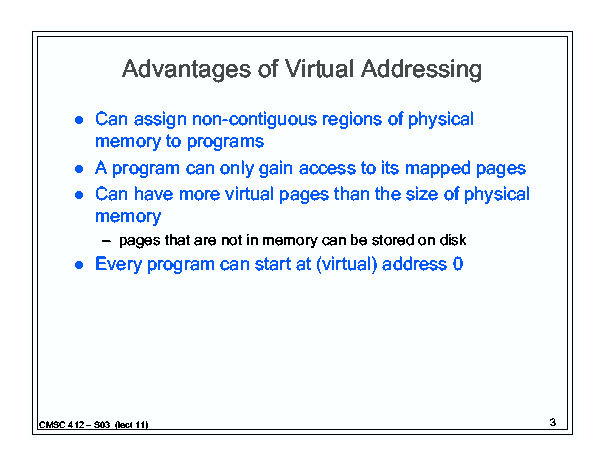 Advantages of Virtual Addressing
● Can assign non-contiguous regions of physical
memory to programs
● A program can only gain access to its mapped pages
● Can have more virtual pages than the size of physical
memory
– pages that are not in memory can be stored on disk
● Every program can start at (virtual) address 0
CMSC 412 – S03 (lect 11)
3